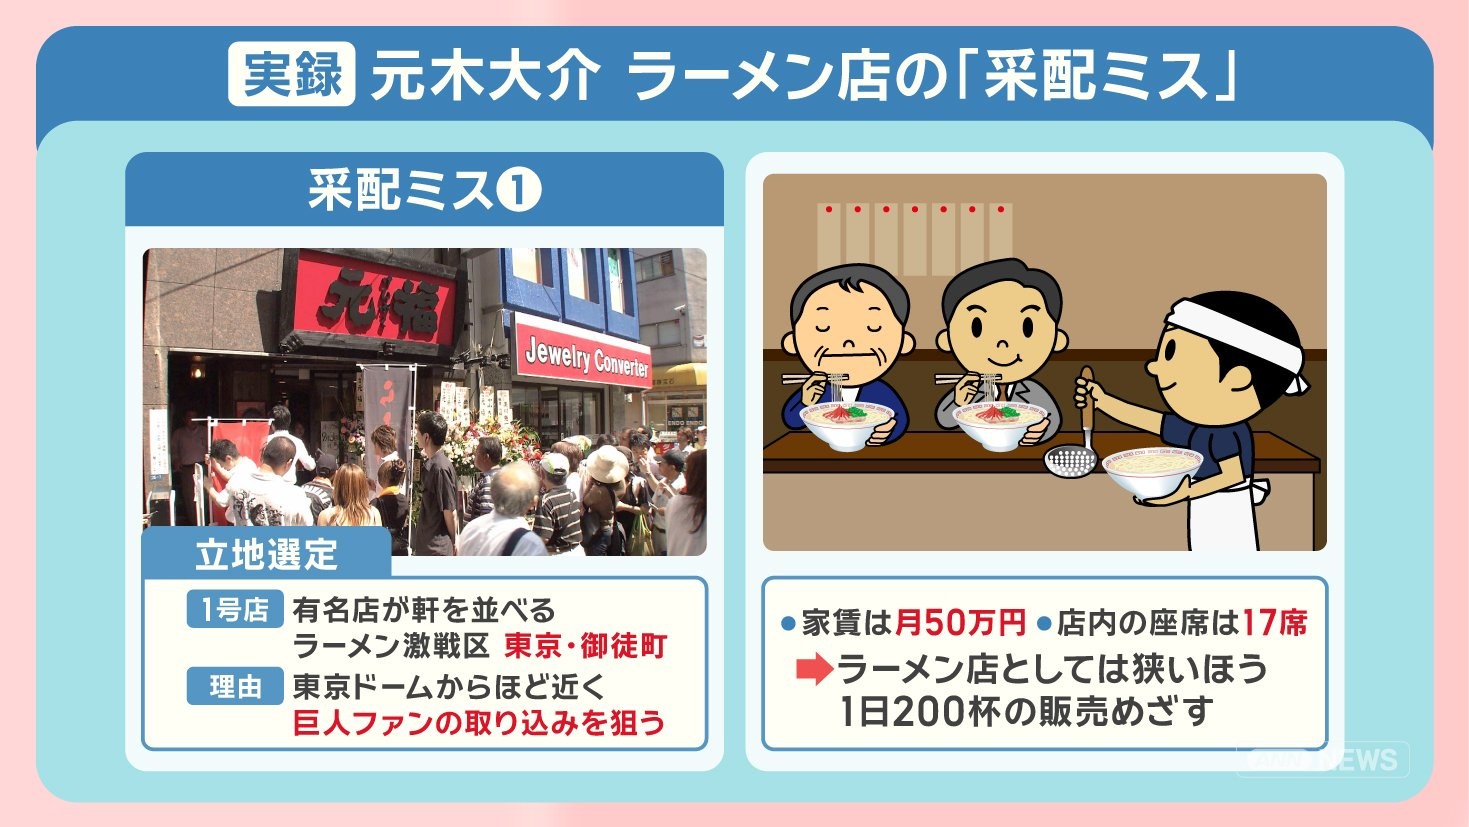 実録 元木大介 ラーメン店の「采配ミス」
采配ミス❶
元福
Jewelry Converter
ENDO ENDO
立地選定
1号店 有名店が軒を並べる
ラーメン激戦区 東京・御徒町
理由 東京ドームからほど近く
巨人ファンの取り込みを狙う
●家賃は月50万円 ●店内の座席は17席
➡ラーメン店としては狭いほう
1日200杯の販売めざす
ANN NEWS